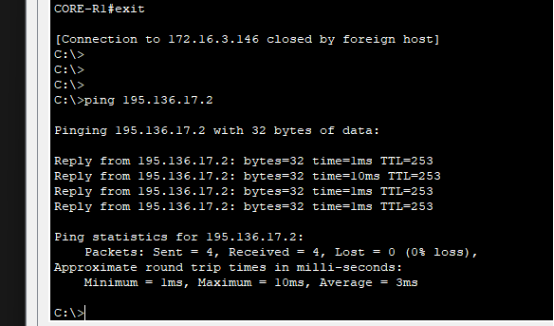 CORE-R1#exit
[Connection to 172.16.3.146 closed by foreign host]
C:\>
C:\>
C:\>
C:\>ping 195.136.17.2
Pinging 195.136.17.2 with 32 bytes of data:
Reply from 195.136.17.2: bytes=32 time=1ms TTL=253
Reply from 195.136.17.2: bytes=32 time=10ms TTL=253
Reply from 195.136.17.2: bytes=32 time=1ms TTL=253
Reply from 195.136.17.2: bytes=32 time=1ms TTL=253
Ping statistics for 195.136.17.2:
Packets: Sent = 4, Received = 4, Lost = 0 (0% loss),
Approximate round trip times in milli-seconds:
Minimum = 1ms, Maximum = 10ms, Average = 3ms
C:\>